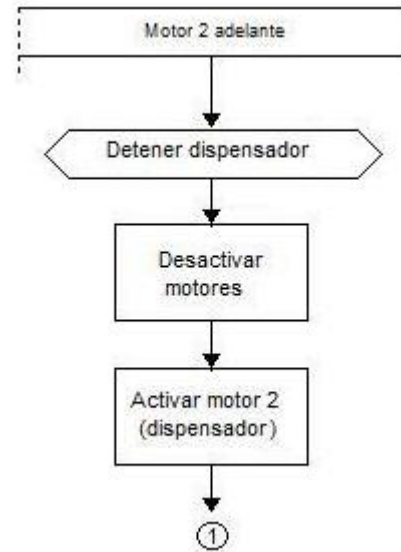 Motor 2 adelante
Detener dispensador
Desactivar
motores
Activar motor 2
(dispensador)
1